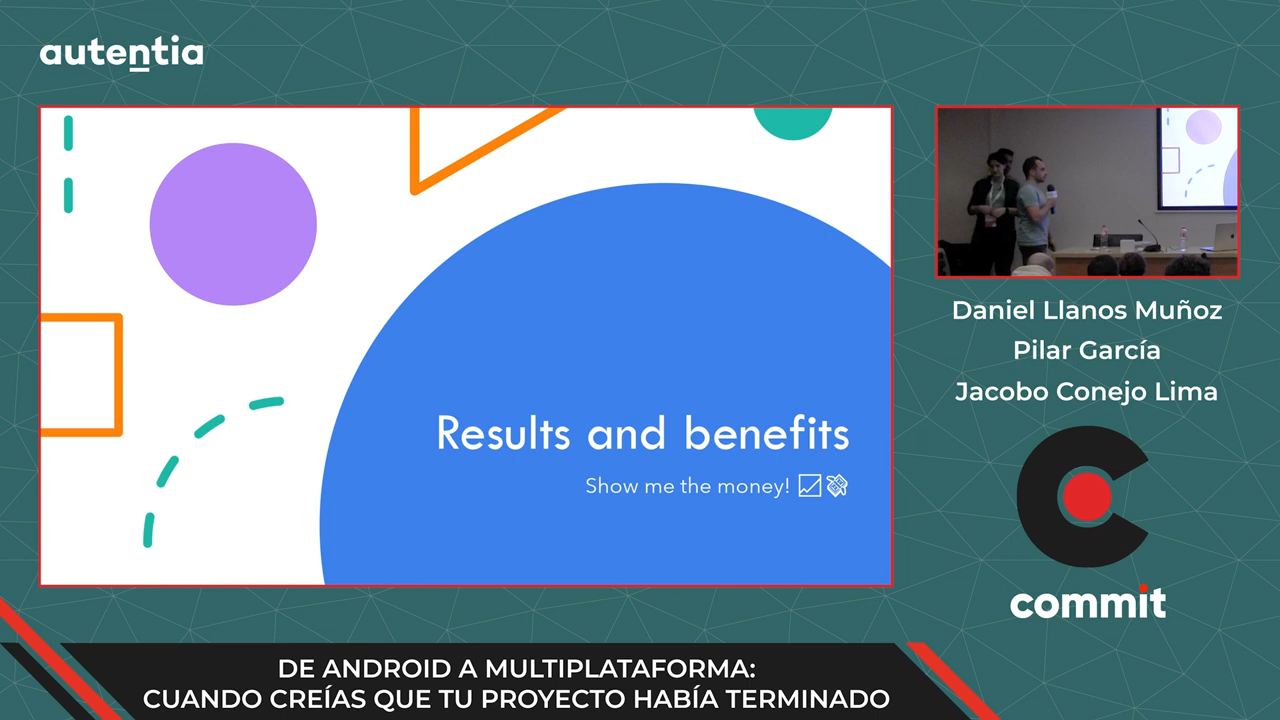 autentia
Results and benefits
Show me the money!
Daniel Llanos Muñoz
Pilar García
Jacobo Conejo Lima
commit
DE ANDROID A MULTIPLATAFORMA:
CUANDO CREÍAS QUE TU PROYECTO HABÍA TERMINADO